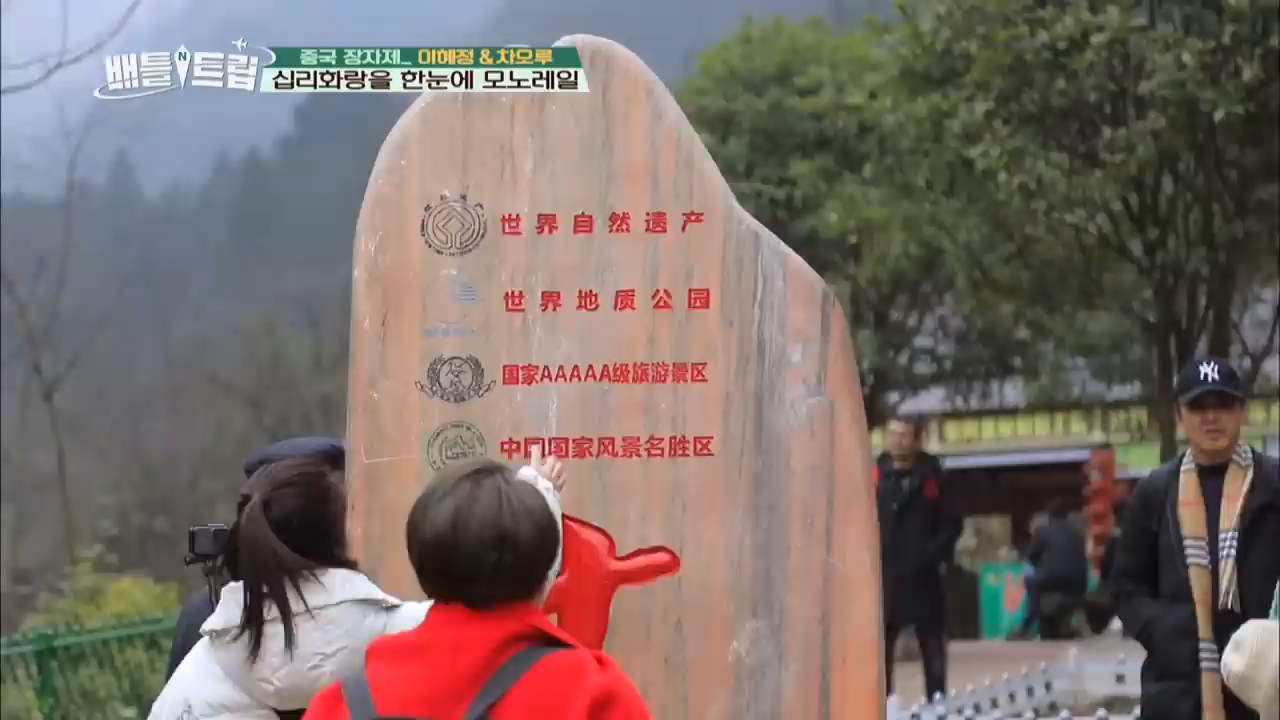 배틀트립
중국 장자제_ 이혜정 & 차오루
십리화랑을 한눈에 모노레일
世界自然遗产
世界地质公园
国家AAAAA级旅游景区
中国国家风景名胜区
NY